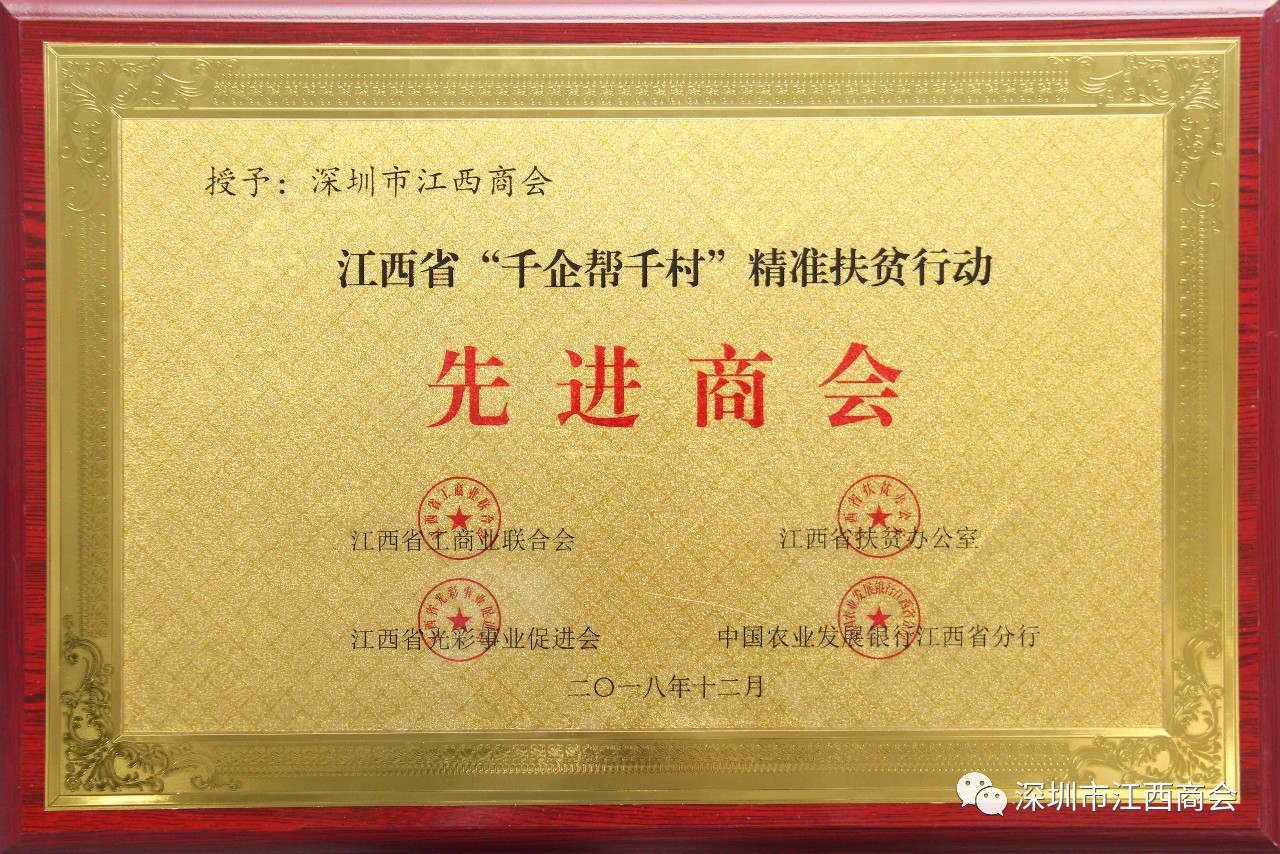 授予：深圳市江西商会
江西省“千企帮千村”精准扶贫行动
先进商会
江西省工商业联合会
江西省扶贫办公室
江西省光彩事业促进会
中国农业发展银行江西省分行
二〇一八年十二月
深圳市江西商会